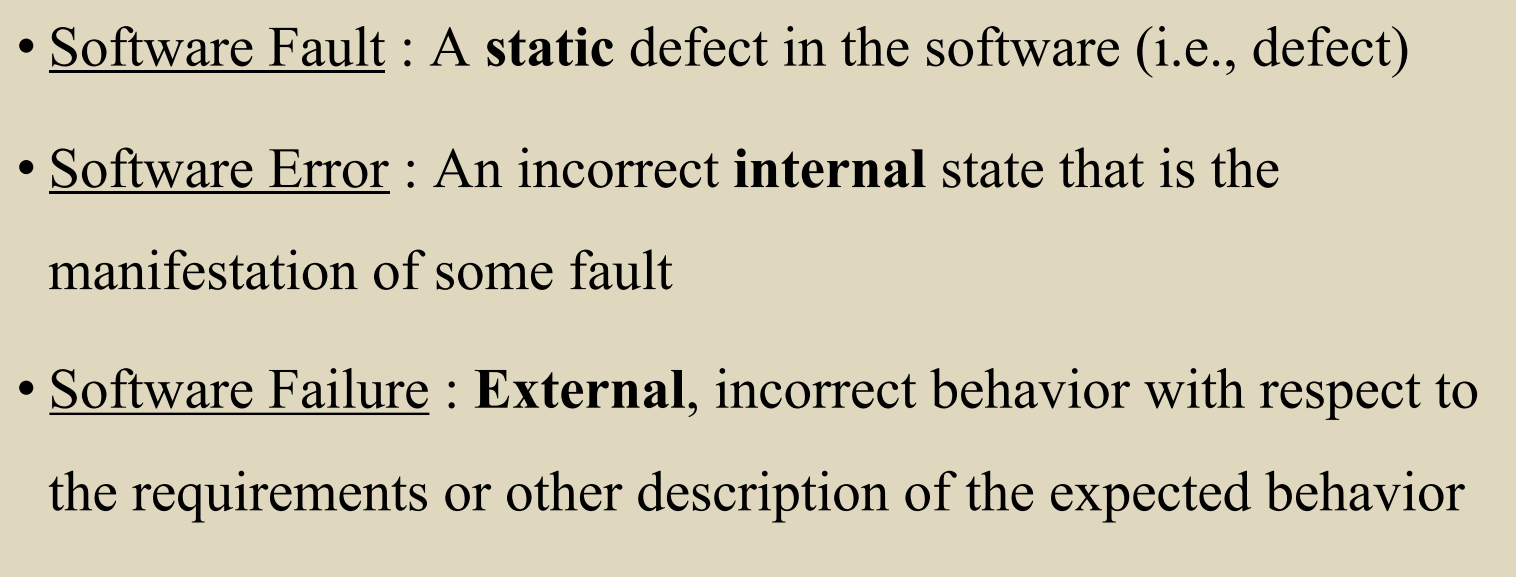 • Software Fault : A static defect in the software (i.e., defect)
• Software Error : An incorrect internal state that is the
manifestation of some fault
• Software Failure : External, incorrect behavior with respect to
the requirements or other description of the expected behavior